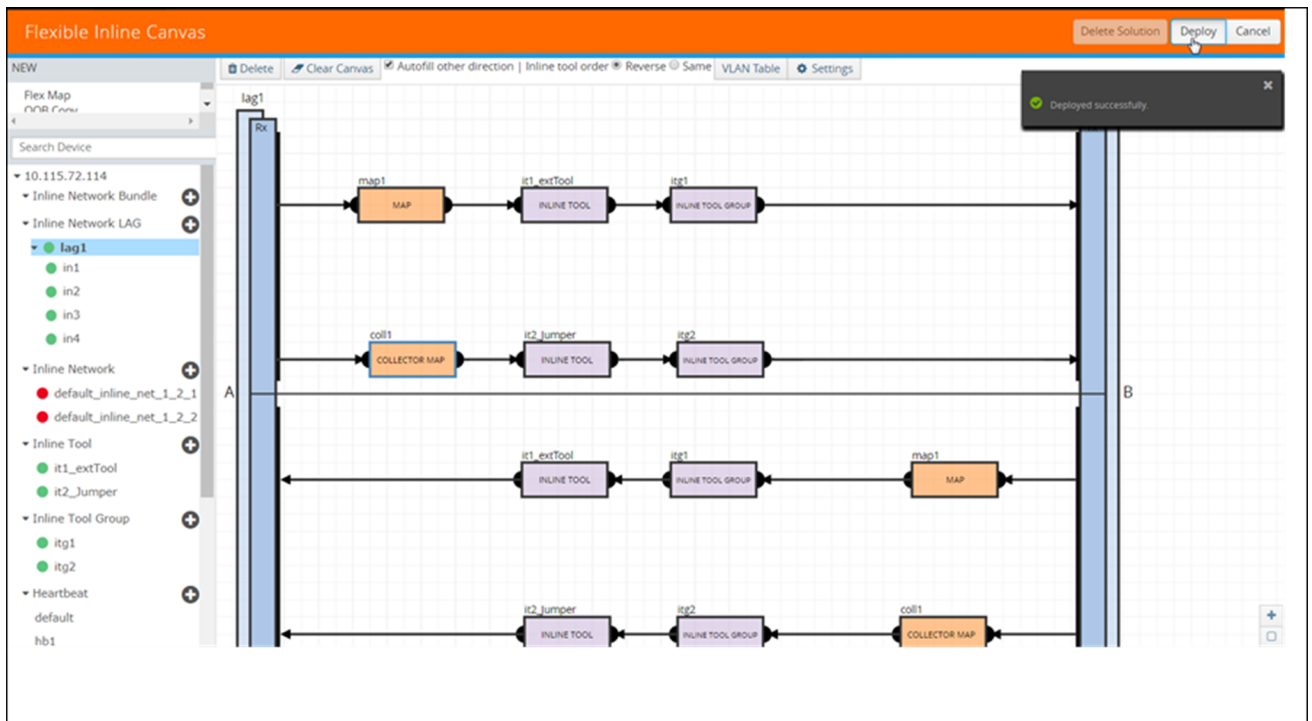 Flexible Inline Canvas
Delete Solution Deploy Cancel
NEW
Delete Clear Canvas Autofill other direction | Inline tool order Reverse Same VLAN Table Settings
Flex Map
OOB Copy
Search Device
10.115.72.114
Inline Network Bundle
Inline Network LAG
lag1
in1
in2
in3
in4
Inline Network
default_inline_net_1_2_1
default_inline_net_1_2_2
Inline Tool
it1_extTool
it2_Jumper
Inline Tool Group
itg1
itg2
Heartbeat
default
hb1
lag1
Rx
Deployed successfully.
map1 it1_extTool itg1
MAP INLINE TOOL INLINE TOOL GROUP
coll1 it2_Jumper itg2
COLLECTOR MAP INLINE TOOL INLINE TOOL GROUP
A B
it1_extTool itg1 map1
INLINE TOOL INLINE TOOL GROUP MAP
it2_Jumper itg2 coll1
INLINE TOOL INLINE TOOL GROUP COLLECTOR MAP